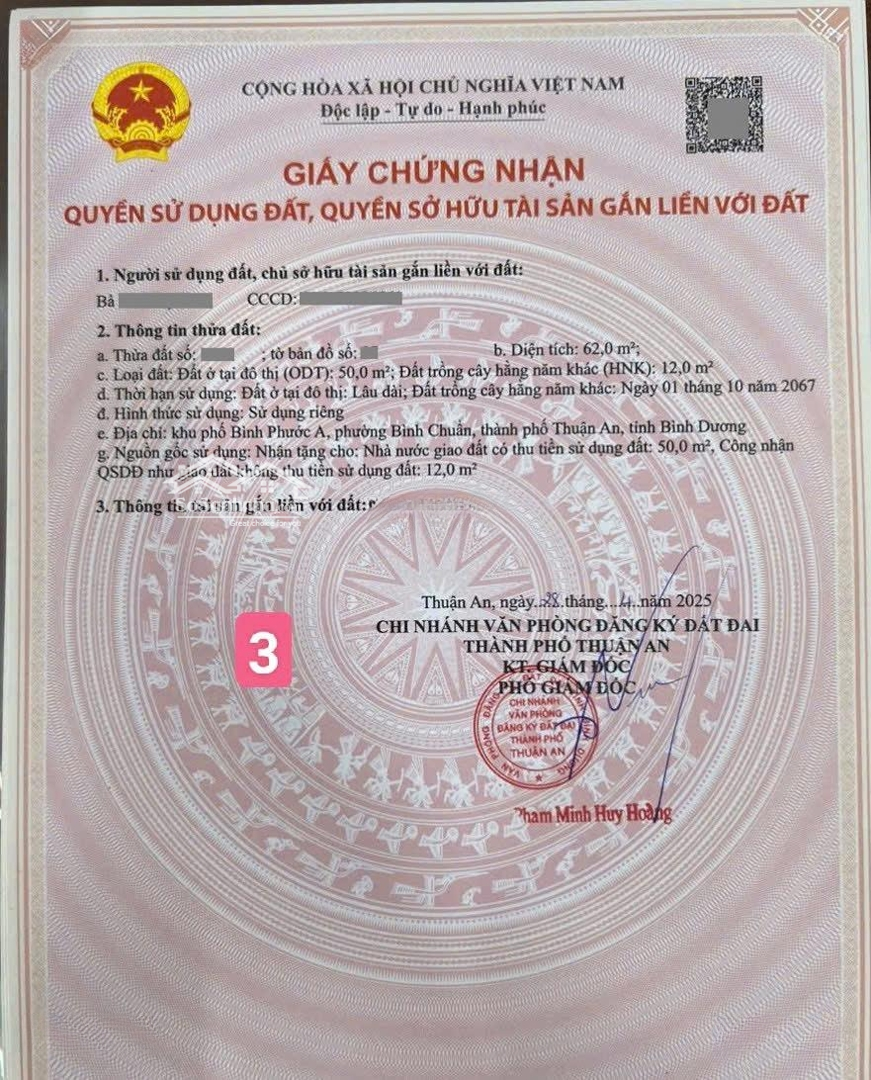 CỘNG HÒA XÃ HỘI CHỦ NGHĨA VIỆT NAM
Độc lập - Tự do - Hạnh phúc
GIẤY CHỨNG NHẬN
QUYỀN SỬ DỤNG ĐẤT, QUYỀN SỞ HỮU TÀI SẢN GẮN LIỀN VỚI ĐẤT
1. Người sử dụng đất, chủ sở hữu tài sản gắn liền với đất:
Bà CCCD:
2. Thông tin thửa đất:
a. Thửa đất số: ; tờ bản đồ số: b. Diện tích: 62,0 m²;
c. Loại đất: Đất ở tại đô thị (ODT): 50,0 m²; Đất trồng cây hằng năm khác (HNK): 12,0 m²
d. Thời hạn sử dụng: Đất ở tại đô thị: Lâu dài; Đất trồng cây hằng năm khác: Ngày 01 tháng 10 năm 2067
đ. Hình thức sử dụng: Sử dụng riêng
e. Địa chỉ: khu phố Bình Phước A, phường Bình Chuẩn, thành phố Thuận An, tỉnh Bình Dương
g. Nguồn gốc sử dụng: Nhận tặng cho: Nhà nước giao đất có thu tiền sử dụng đất: 50,0 m², Công nhận
QSDĐ như giao đất không thu tiền sử dụng đất: 12,0 m²
3. Thông tin tài sản gắn liền với đất:
3
Thuận An, ngày 28 tháng 4 năm 2025
CHI NHÁNH VĂN PHÒNG ĐĂNG KÝ ĐẤT ĐAI
THÀNH PHỐ THUẬN AN
KT. GIÁM ĐỐC
PHÓ GIÁM ĐỐC
CHI NHÁNH
VĂN PHÒNG
ĐĂNG KÝ ĐẤT ĐAI
THÀNH PHỐ
THUẬN AN
Phạm Minh Huy Hoàng